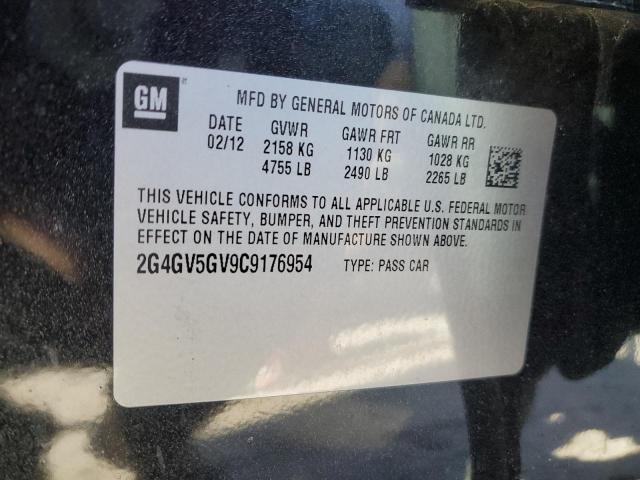 GM
MFD BY GENERAL MOTORS OF CANADA LTD.
DATE GVWR GAWR FRT GAWR RR
02/12 2158 KG 1130 KG 1028 KG
4755 LB 2490 LB 2265 LB
THIS VEHICLE CONFORMS TO ALL APPLICABLE U.S. FEDERAL MOTOR
VEHICLE SAFETY, BUMPER, AND THEFT PREVENTION STANDARDS IN
EFFECT ON THE DATE OF MANUFACTURE SHOWN ABOVE.
2G4GV5GV9C9176954 TYPE: PASS CAR